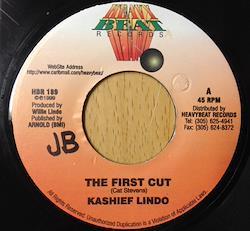 HEAVY
BEAT
RECORDS
WebSite Address
http://www.caribmall.com/heavybeat/
HBR 189
©1999
Produced by
Willie Lindo
Published by
ARNOLD (BMI)
A
45 RPM
Distributed by
HEAVYBEAT RECORDS
Tel: (305) 625-4941
Fax: (305) 624-8372
JB
THE FIRST CUT
(Cat Stevens)
KASHIEF LINDO
All Rights Reserved.
Unauthorized Duplication is a Violation of Applicable Laws